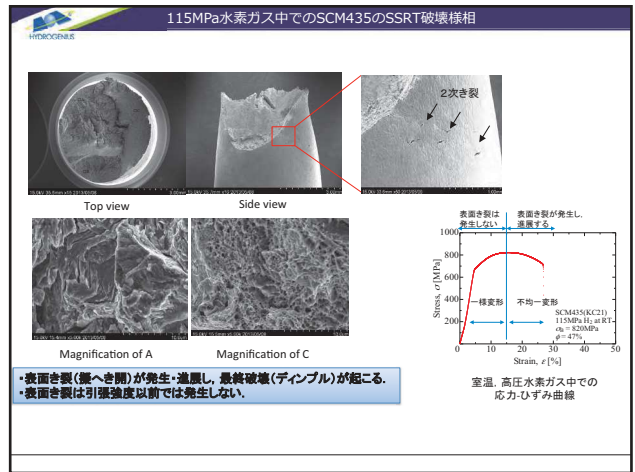 115MPa水素ガス中でのSCM435のSSRT破壊様相
HYDROGENIUS
2次き裂
Top view
Side view
Magnification of A
Magnification of C
表面き裂は
発生しない
表面き裂が発生し,
進展する
Stress, σ [MPa]
1000
800
600
400
200
0
一様変形
不均一変形
SCM435(KC21)
115MPa H2 at RT
σB = 820MPa
φ = 47%
0 10 20 30 40 50
Strain, ε [%]
室温, 高圧水素ガス中での
応力-ひずみ曲線
・表面き裂(擬へき開)が発生・進展し, 最終破壊(ディンプル)が起こる.
・表面き裂は引張強度以前では発生しない.